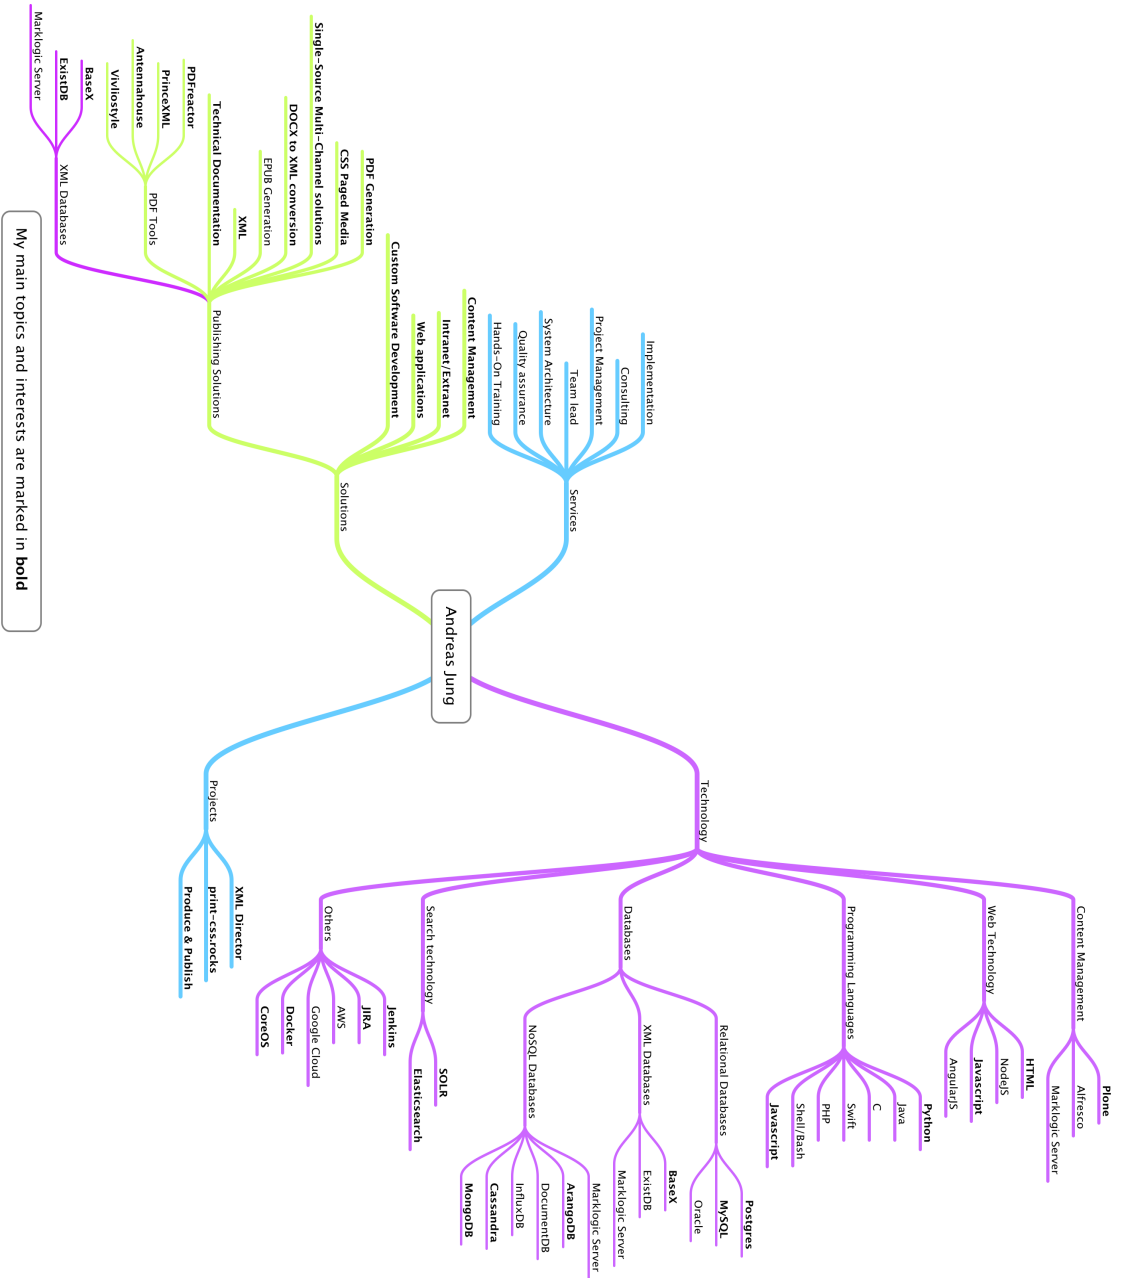 Andreas Jung
Technology
Content Management
Plone
Alfresco
Marklogic Server
Web Technology
HTML
NodeJS
Javascript
AngularJS
Programming Languages
Python
Java
C
Swift
PHP
Shell/Bash
Javascript
Databases
Relational Databases
Postgres
MySQL
Oracle
XML Databases
BaseX
ExistDB
Marklogic Server
NoSQL Databases
Marklogic Server
ArangoDB
DocumentDB
InfluxDB
Cassandra
MongoDB
Search technology
SOLR
Elasticsearch
Others
Jenkins
JIRA
AWS
Google Cloud
Docker
CoreOS
Projects
XML Director
print-css.rocks
Produce & Publish
Services
Implementation
Consulting
Project Management
Team lead
System Architecture
Quality assurance
Hands-On Training
Solutions
Content Management
Intranet/Extranet
Web applications
Custom Software Development
Publishing Solutions
PDF Generation
CSS Paged Media
Single-Source Multi-Channel solutions
DOCX to XML conversion
EPUB Generation
XML
Technical Documentation
PDF Tools
PDFreactor
PrinceXML
Antennahouse
Vivliostyle
XML Databases
BaseX
ExistDB
Marklogic Server
My main topics and interests are marked in bold